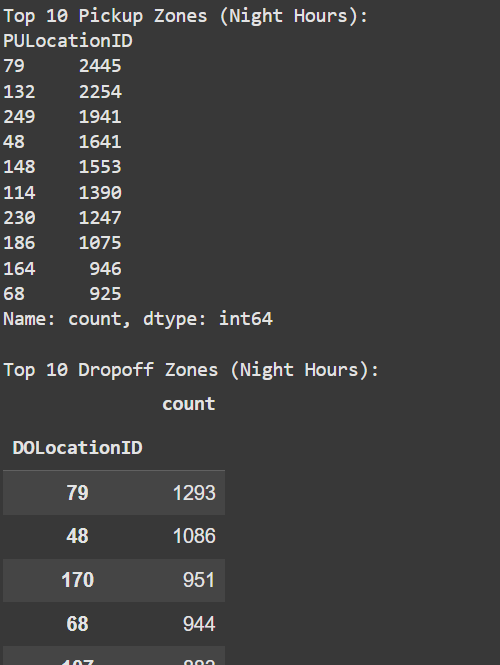 Top 10 Pickup Zones (Night Hours):
PULocationID
79     2445
132    2254
249    1941
48     1641
148    1553
114    1390
230    1247
186    1075
164     946
68      925
Name: count, dtype: int64
Top 10 Dropoff Zones (Night Hours):
count
DOLocationID
79 1293
48 1086
170 951
68 944